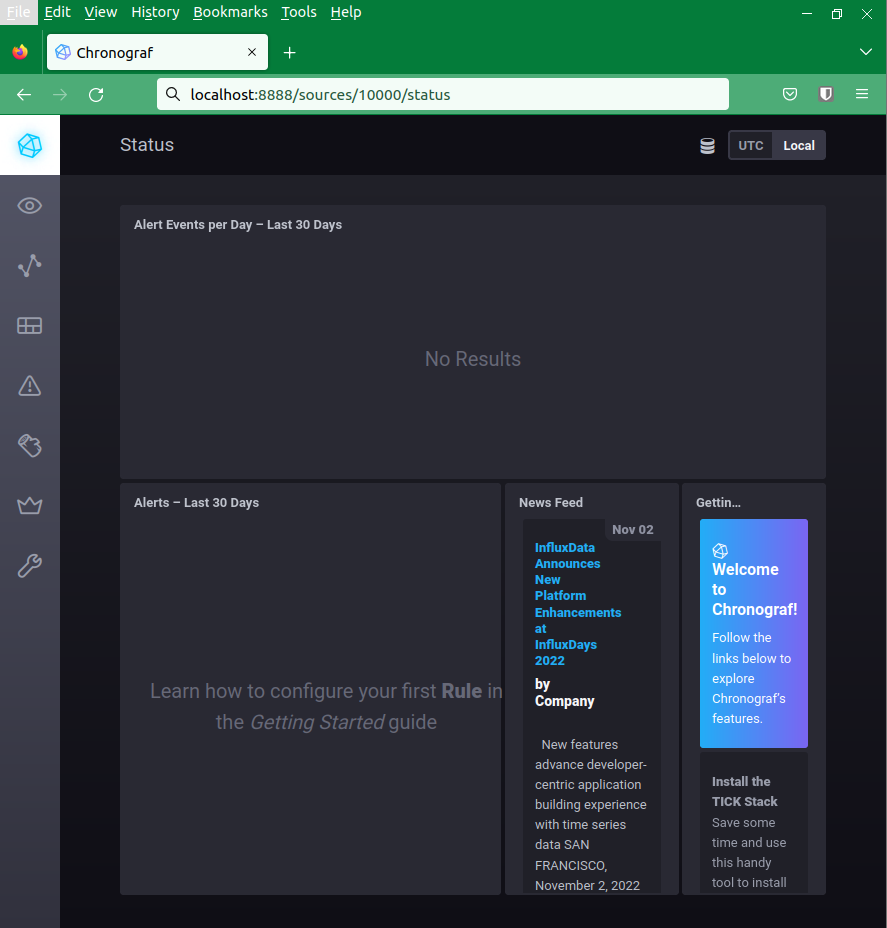 File Edit View History Bookmarks Tools Help
Chronograf
localhost:8888/sources/10000/status
Status
UTC Local
Alert Events per Day – Last 30 Days
No Results
Alerts – Last 30 Days
Learn how to configure your first Rule in
the Getting Started guide
News Feed
Nov 02
InfluxData
Announces
New
Platform
Enhancements
at
InfluxDays
2022
by
Company
New features
advance developer-
centric application
building experience
with time series
data SAN
FRANCISCO,
November 2, 2022
Gettin...
Welcome
to
Chronograf!
Follow the
links below to
explore
Chronograf's
features.
Install the
TICK Stack
Save some
time and use
this handy
tool to install